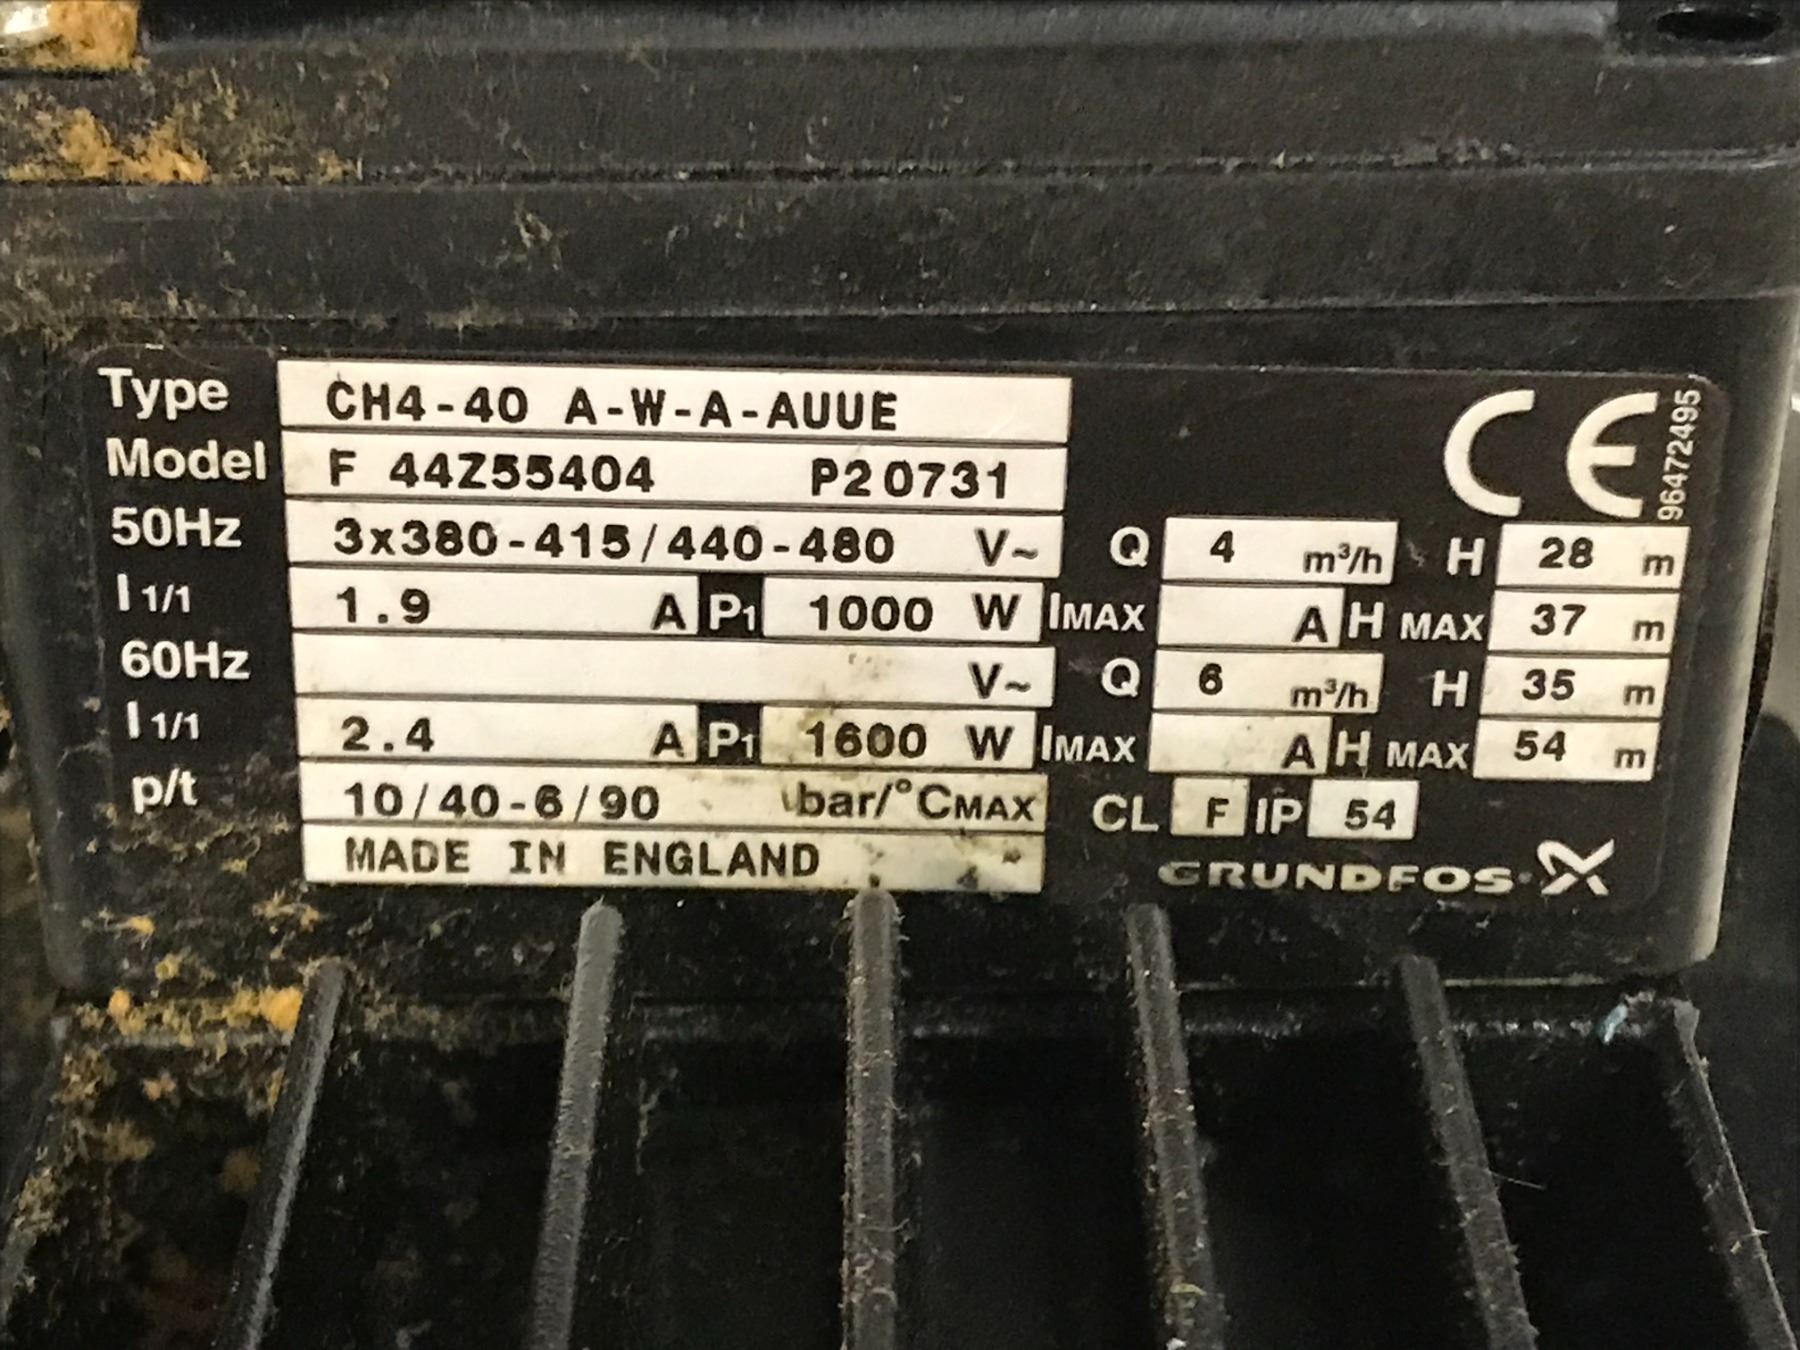 Type CH4-40 A-W-A-AUUE
Model F 44Z55404 P20731
CE 96472495
50Hz 3x380-415/440-480 V~ Q 4 m³/h H 28 m
I 1/1 1.9 A P1 1000 W IMAX A H MAX 37 m
60Hz V~ Q 6 m³/h H 35 m
I 1/1 2.4 A P1 1600 W IMAX A H MAX 54 m
p/t 10/40-6/90 bar/°CMAX CL F IP 54
MADE IN ENGLAND GRUNDFOS